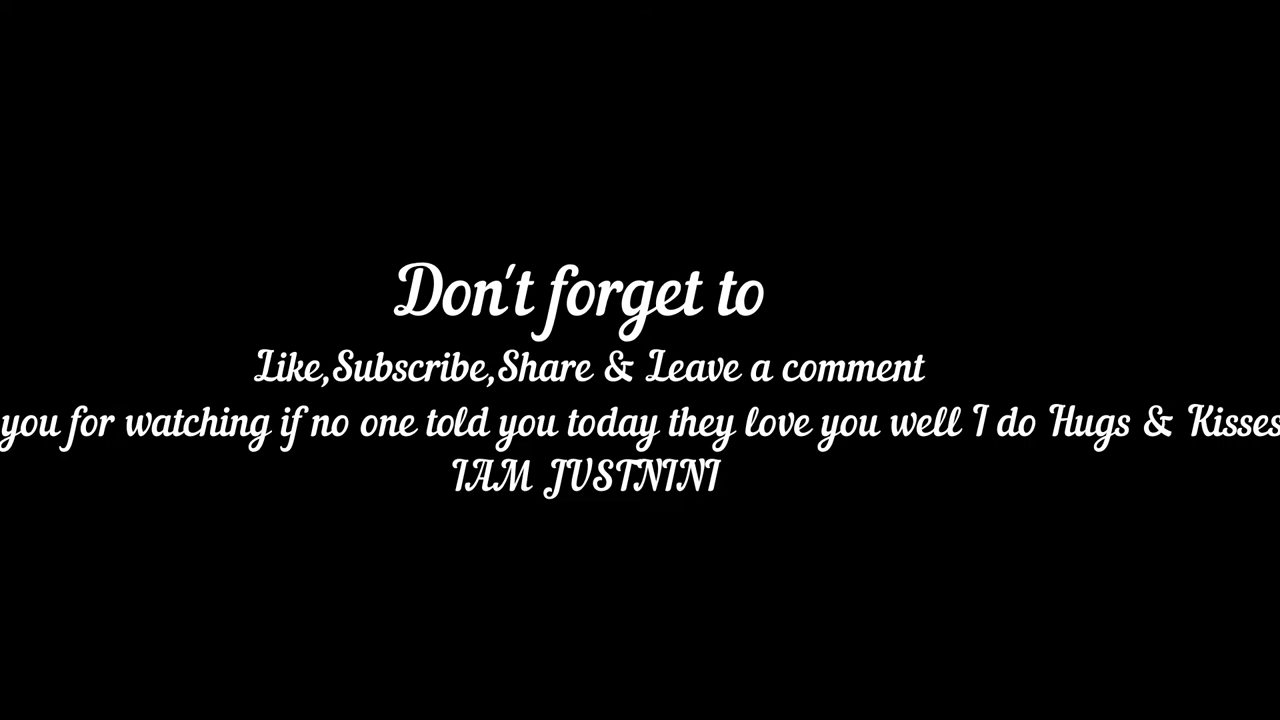 Don't forget to
Like,Subscribe,Share & Leave a comment
you for watching if no one told you today they love you well I do Hugs & Kisses
IAM JUSTNINI